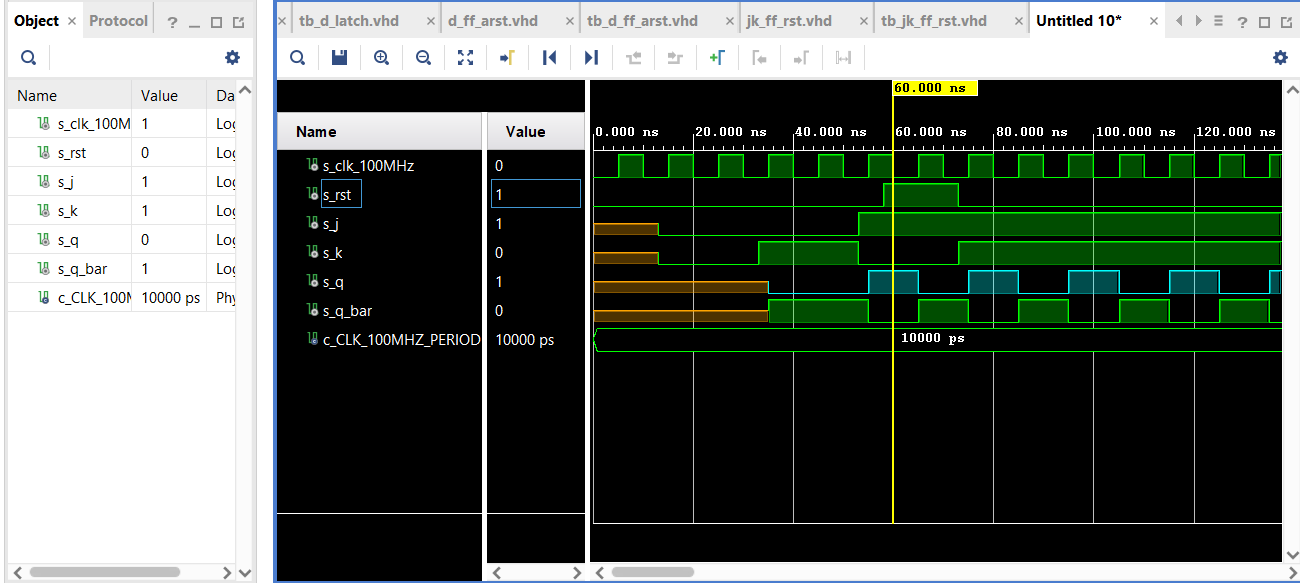 Object × Protocol ? _
Name Value Da
s_clk_100M 1 Log
s_rst 0 Log
s_j 1 Log
s_k 1 Log
s_q 0 Log
s_q_bar 1 Log
c_CLK_100M 10000 ps Phy
× tb_d_latch.vhd × d_ff_arst.vhd × tb_d_ff_arst.vhd × jk_ff_rst.vhd × tb_jk_ff_rst.vhd × Untitled 10* × ?
60.000 ns
Name Value
0.000 ns 20.000 ns 40.000 ns 60.000 ns 80.000 ns 100.000 ns 120.000 ns
s_clk_100MHz 0
s_rst 1
s_j 1
s_k 0
s_q 1
s_q_bar 0
c_CLK_100MHZ_PERIOD 10000 ps 10000 ps